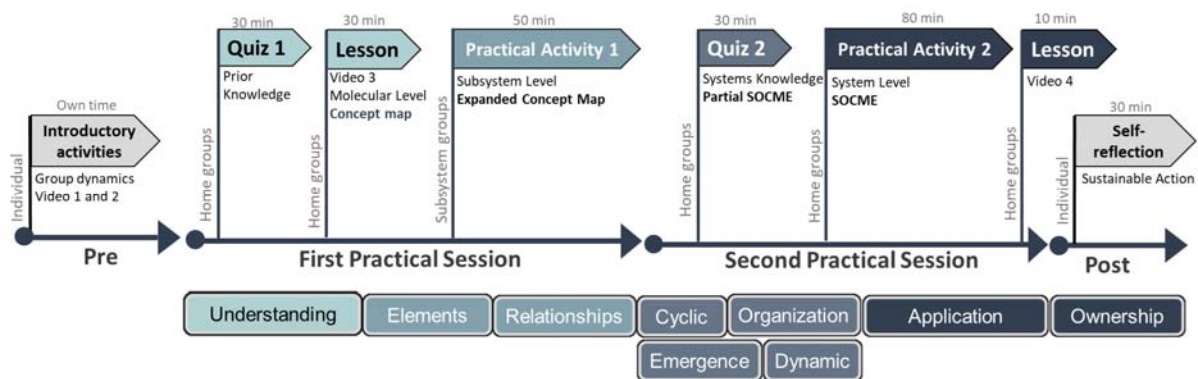 Own time
Introductory
activities
Group dynamics
Video 1 and 2
Individual
Pre
30 min
Quiz 1
Prior
Knowledge
Home groups
30 min
Lesson
Video 3
Molecular Level
Concept map
Home groups
50 min
Practical Activity 1
Subsystem Level
Expanded Concept Map
Subsystem groups
First Practical Session
30 min
Quiz 2
Systems Knowledge
Partial SOCME
Home groups
80 min
Practical Activity 2
System Level
SOCME
Home groups
10 min
Lesson
Video 4
Home groups
Second Practical Session
30 min
Self-
reflection
Sustainable Action
Individual
Post
Understanding
Elements
Relationships
Cyclic
Organization
Application
Ownership
Emergence
Dynamic